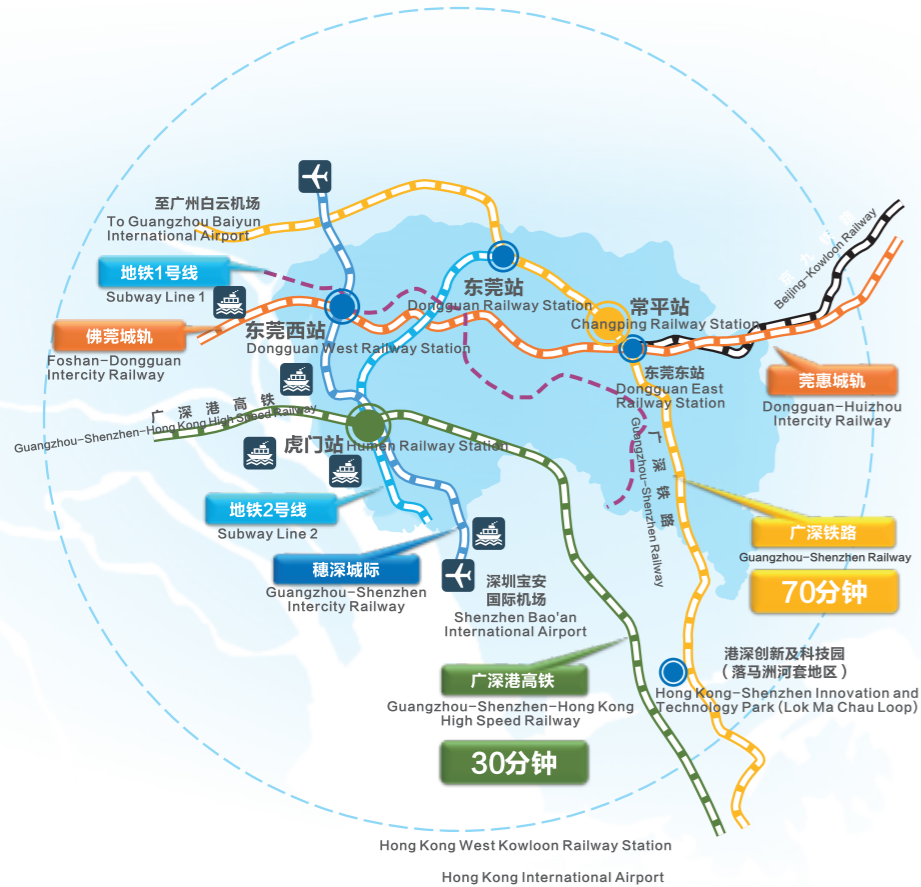 至广州白云机场
To Guangzhou Baiyun
International Airport
地铁1号线
Subway Line 1
佛莞城轨
Foshan-Dongguan
Intercity Railway
东莞西站
Dongguan West Railway Station
东莞站
Dongguan Railway Station
常平站
Changping Railway Station
Beijing-Kowloon Railway
东莞东站
Dongguan East
Railway Station
莞惠城轨
Dongguan-Huizhou
Intercity Railway
广深港高铁
Guangzhou-Shenzhen-Hong Kong High Speed Railway
虎门站 Humen Railway Station
广深铁路
Guangzhou-Shenzhen Railway
地铁2号线
Subway Line 2
穗深城际
Guangzhou-Shenzhen
Intercity Railway
深圳宝安
国际机场
Shenzhen Bao'an
International Airport
广深铁路
Guangzhou-Shenzhen Railway
70分钟
港深创新及科技园
(落马洲河套地区)
Hong Kong-Shenzhen Innovation and
Technology Park (Lok Ma Chau Loop)
广深港高铁
Guangzhou-Shenzhen-Hong Kong
High Speed Railway
30分钟
Hong Kong West Kowloon Railway Station
Hong Kong International Airport